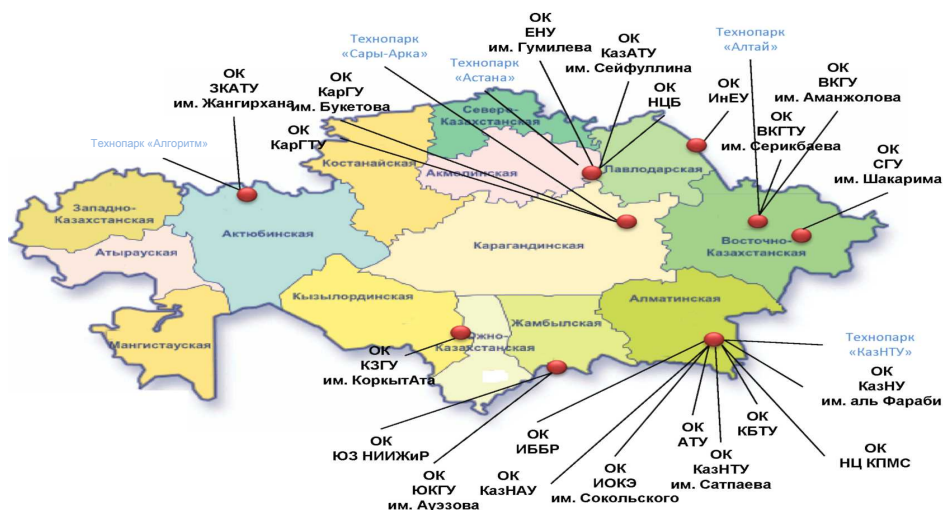 Технопарк
«Сары-Арка»
ОК
ЕНУ
им. Гумилева
ОК
КазАТУ
им. Сейфуллина
Технопарк
«Алтай»
Технопарк
«Астана»
ОК
ЗКАТУ
им. Жангирхана
ОК
КарГУ
им. Букетова
ОК
НЦБ
ОК
ИнЕУ
ОК
ВКГУ
им. Аманжолова
ОК
ВКГТУ
им. Серикбаева
ОК
КарГТУ
ОК
СГУ
им. Шакарима
Технопарк «Алгоритм»
Северо-
Казахстанская
Костанайская
Акмолинская
Павлодарская
Западно-
Казахстанская
Атырауская
Актюбинская
Карагандинская
Восточно-
Казахстанская
Мангистауская
Кызылординская
Южно-
Казахстанская
Жамбылская
Алматинская
Технопарк
«КазНТУ»
ОК
КЗГУ
им. КоркытАта
ОК
КазНУ
им. аль Фараби
ОК
ЮЗ НИИЖиР
ОК
ЮКГУ
им. Ауэзова
ОК
ИББР
ОК
КазНАУ
ОК
ИОКЭ
им. Сокольского
ОК
АТУ
ОК
КазНТУ
им. Сатпаева
ОК
КБТУ
ОК
НЦ КПМС